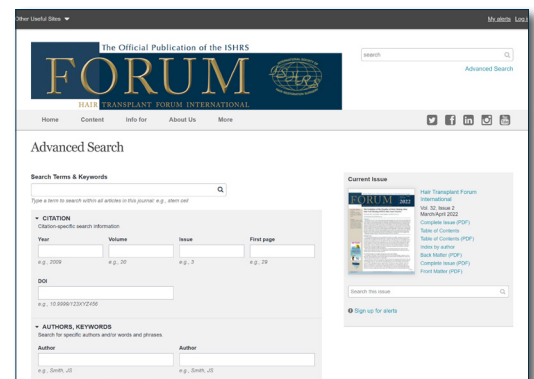 Other Useful Sites
My alerts
The Official Publication of the ISHRS
FORUM
HAIR TRANSPLANT FORUM INTERNATIONAL
search
Advanced Search
Home Content Info for About Us More
Advanced Search
Search Terms & Keywords
Type a term to search within all articles in this journal: e.g., stem cell
CITATION
Citation-specific search information
Year Volume Issue First page
e.g., 2009 e.g., 20 e.g., 3 e.g., 29
DOI
e.g., 10.9999/123XYZ456
AUTHORS, KEYWORDS
Search for specific authors and/or words and phrases.
Author Author
e.g., Smith, JS e.g., Smith, JS
Current Issue
FORUM 2022
Hair Transplant Forum
International
Vol. 32, Issue 2
March/April 2022
Complete Issue (PDF)
Table of Contents
Table of Contents (PDF)
Index by author
Back Matter (PDF)
Complete Issue (PDF)
Front Matter (PDF)
Search this issue
Sign up for alerts